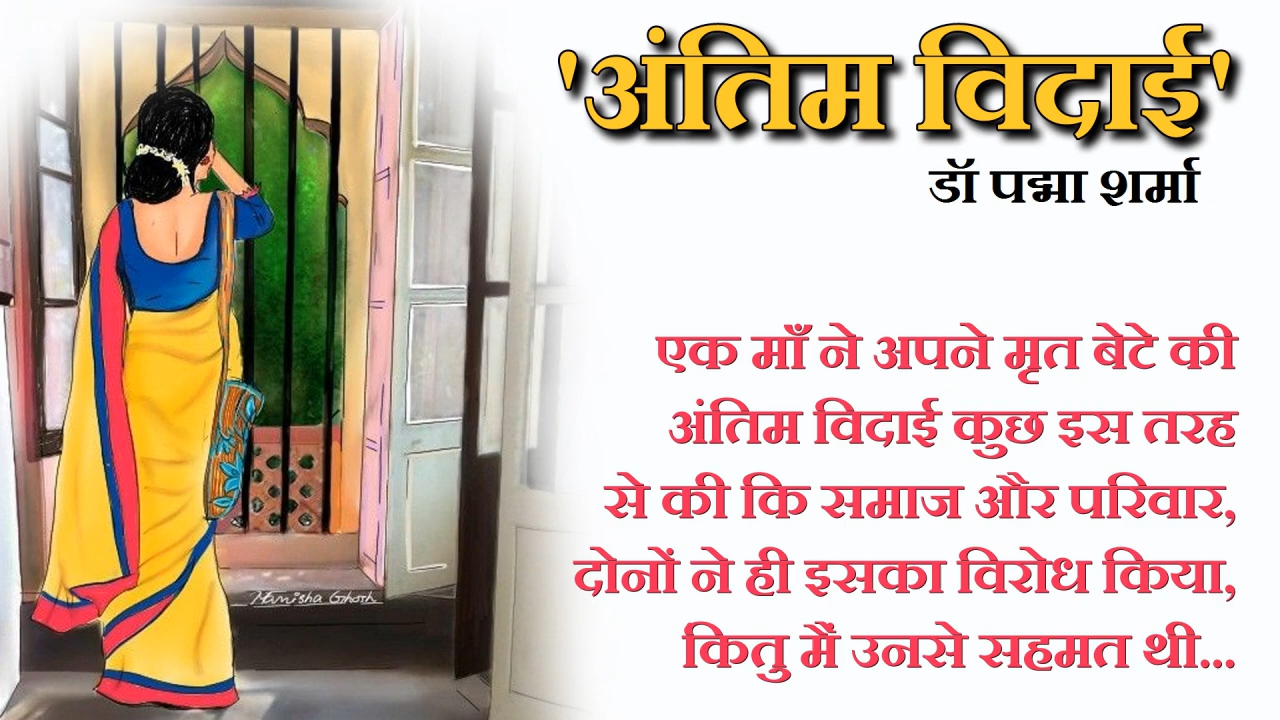 'अंतिम विदाई'
डॉ पद्मा शर्मा
एक माँ ने अपने मृत बेटे की
अंतिम विदाई कुछ इस तरह
से की कि समाज और परिवार,
दोनों ने ही इसका विरोध किया,
कितु मैं उनसे सहमत थी...
Manisha Ghosh